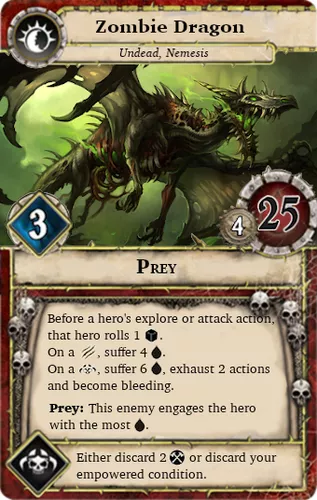 Zombie Dragon
Undead, Nemesis
3
4
25
PREY
Before a hero's explore or attack action,
that hero rolls 1 .
On a , suffer 4 .
On a , suffer 6 , exhaust 2 actions
and become bleeding.
Prey: This enemy engages the hero
with the most .
Either discard 2 or discard your
empowered condition.